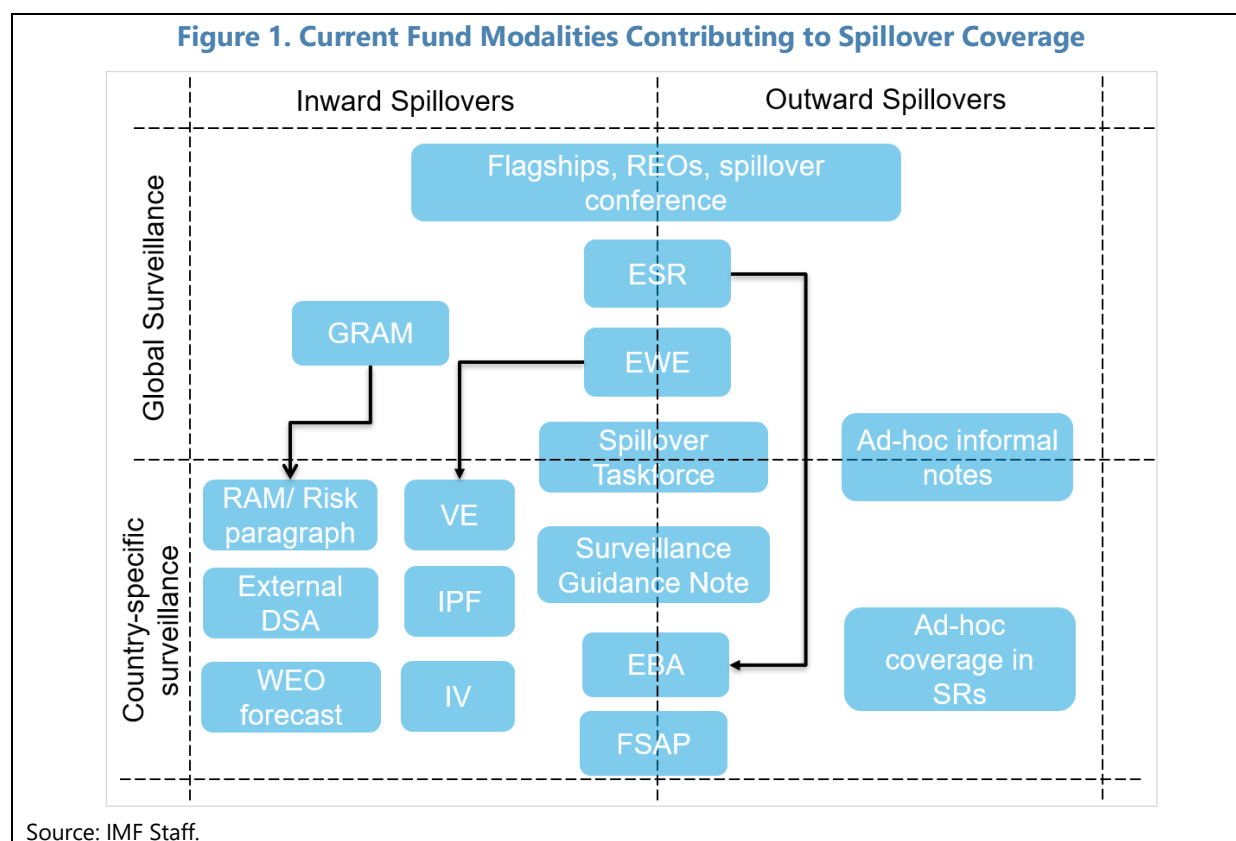 Figure 1. Current Fund Modalities Contributing to Spillover Coverage
Inward Spillovers
Outward Spillovers
Global Surveillance
Flagships, REOs, spillover
conference
ESR
GRAM
EWE
Spillover
Taskforce
Ad-hoc informal
notes
Country-specific
surveillance
RAM/ Risk
paragraph
VE
Surveillance
Guidance Note
External
DSA
IPF
Ad-hoc
coverage in
SRs
EBA
WEO
forecast
IV
FSAP
Source: IMF Staff.